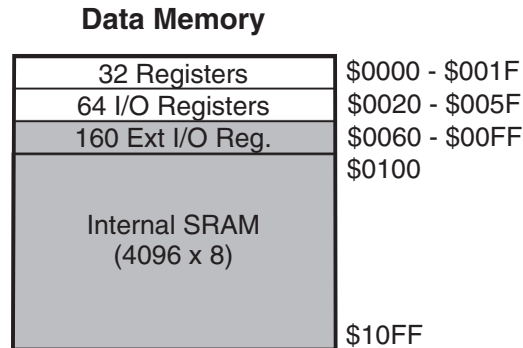 Data Memory
32 Registers $0000 - $001F
64 I/O Registers $0020 - $005F
160 Ext I/O Reg. $0060 - $00FF
$0100
Internal SRAM
(4096 x 8)
$10FF